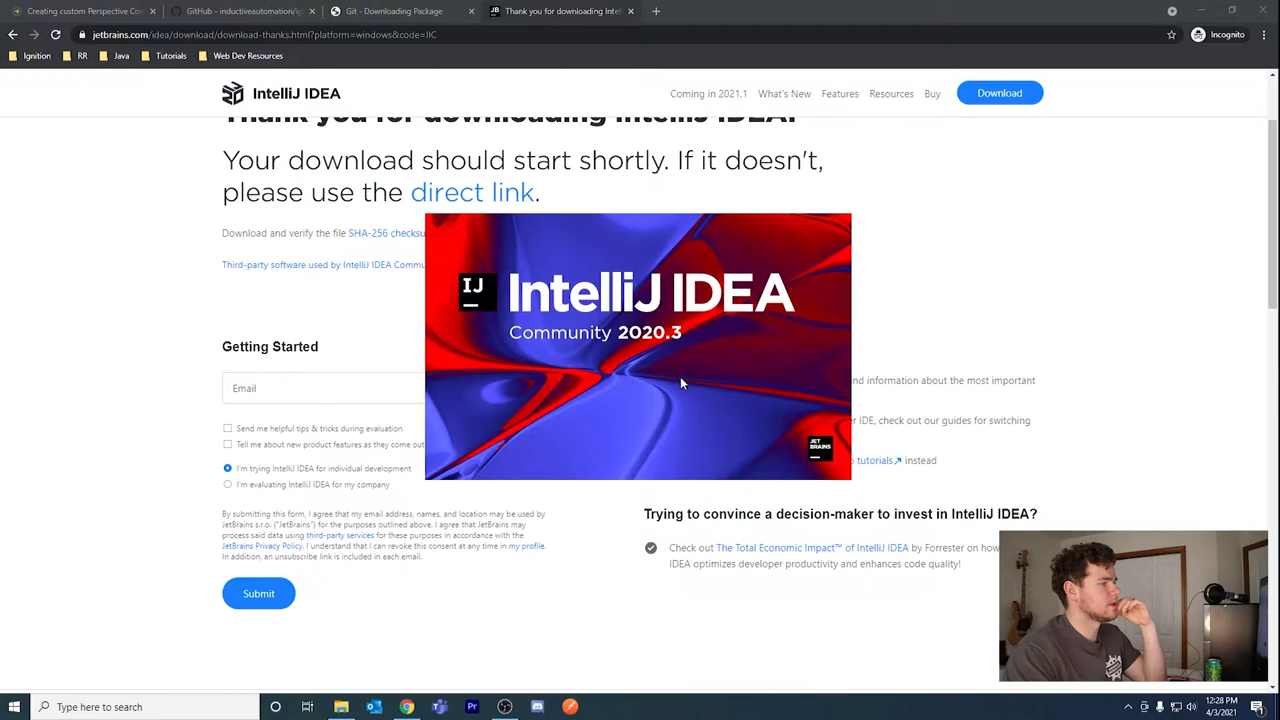 Creating custom Perspective Co
GitHub - inductiveautomation/ig
Git - Downloading Package
Thank you for downloading Intell
jetbrains.com/idea/download/download-thanks.html?platform=windows&code=IIC
Incognito
Ignition
RR
Java
Tutorials
Web Dev Resources
IntelliJ IDEA
Coming in 2021.1
What's New
Features
Resources
Buy
Download
Thank you for downloading IntelliJ IDEA!
Your download should start shortly. If it doesn't,
please use the direct link.
Download and verify the file SHA-256 checksu
Third-party software used by IntelliJ IDEA Commu
IJ
IntelliJ IDEA
Community 2020.3
JET
BRAINS
Getting Started
Email
Send me helpful tips & tricks during evaluation
Tell me about new product features as they come out
I'm trying IntelliJ IDEA for individual development
I'm evaluating IntelliJ IDEA for my company
By submitting this form, I agree that my email address, names, and location may be used by
JetBrains s.r.o. ("JetBrains") for the purposes outlined above. I agree that JetBrains may
process said data using third-party services for these purposes in accordance with the
JetBrains Privacy Policy. I understand that I can revoke this consent at any time in my profile.
In addition, an unsubscribe link is included in each email.
Submit
nd information about the most important
er IDE, check out our guides for switching
tutorials↗ instead
Trying to convince a decision-maker to invest in IntelliJ IDEA?
Check out The Total Economic Impact™ of IntelliJ IDEA by Forrester on how
IDEA optimizes developer productivity and enhances code quality!
Type here to search
12:28 PM
4/3/2021